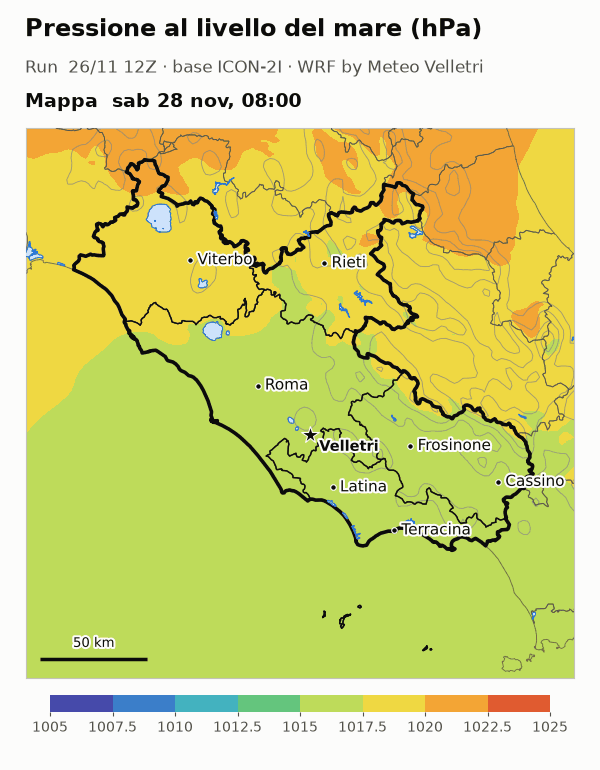 Pressione al livello del mare (hPa)
Run 26/11 12Z · base ICON-2I · WRF by Meteo Velletri
Mappa sab 28 nov, 08:00
Viterbo
Rieti
Roma
Velletri
Frosinone
Cassino
Latina
Terracina
50 km
1005 1007.5 1010 1012.5 1015 1017.5 1020 1022.5 1025